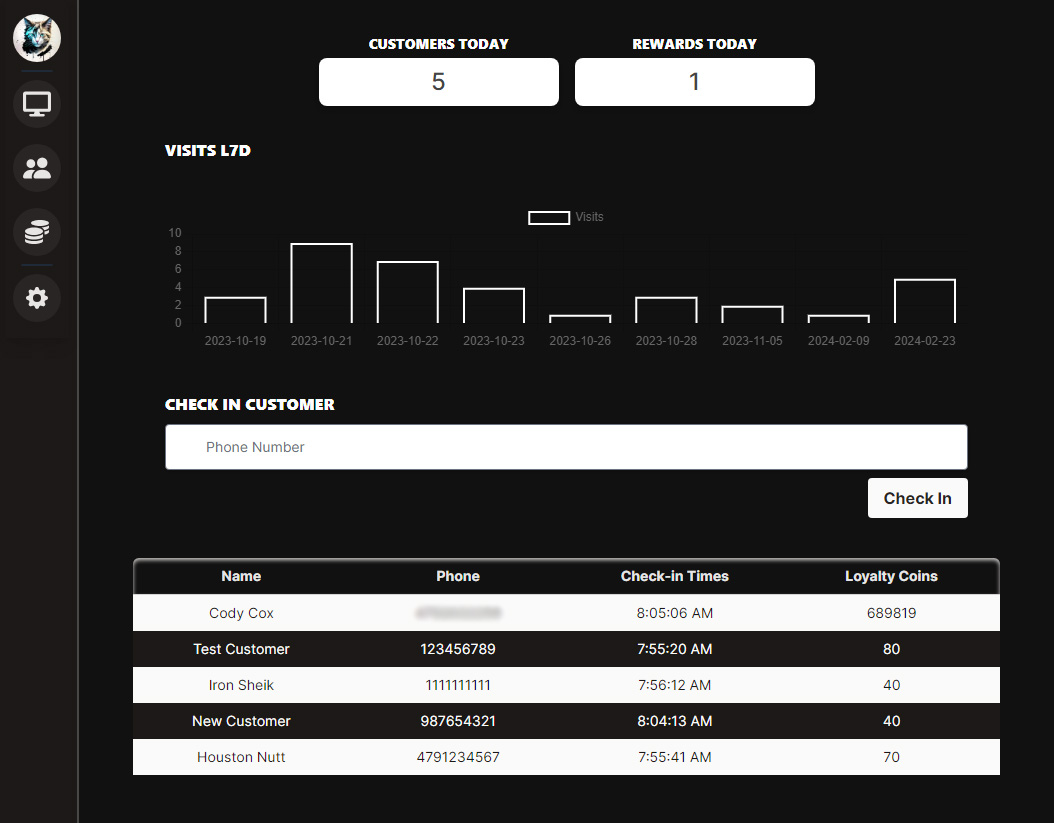 CUSTOMERS TODAY REWARDS TODAY
5 1
VISITS L7D
Visits
10
8
6
4
2
0
2023-10-19 2023-10-21 2023-10-22 2023-10-23 2023-10-26 2023-10-28 2023-11-05 2024-02-09 2024-02-23
CHECK IN CUSTOMER
Phone Number
Check In
Name Phone Check-in Times Loyalty Coins
Cody Cox 8:05:06 AM 689819
Test Customer 123456789 7:55:20 AM 80
Iron Sheik 1111111111 7:56:12 AM 40
New Customer 987654321 8:04:13 AM 40
Houston Nutt 4791234567 7:55:41 AM 70